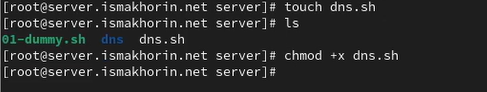 [root@server.ismakhorin.net server]# touch dns.sh
[root@server.ismakhorin.net server]# ls
01-dummy.sh  dns  dns.sh
[root@server.ismakhorin.net server]# chmod +x dns.sh
[root@server.ismakhorin.net server]#